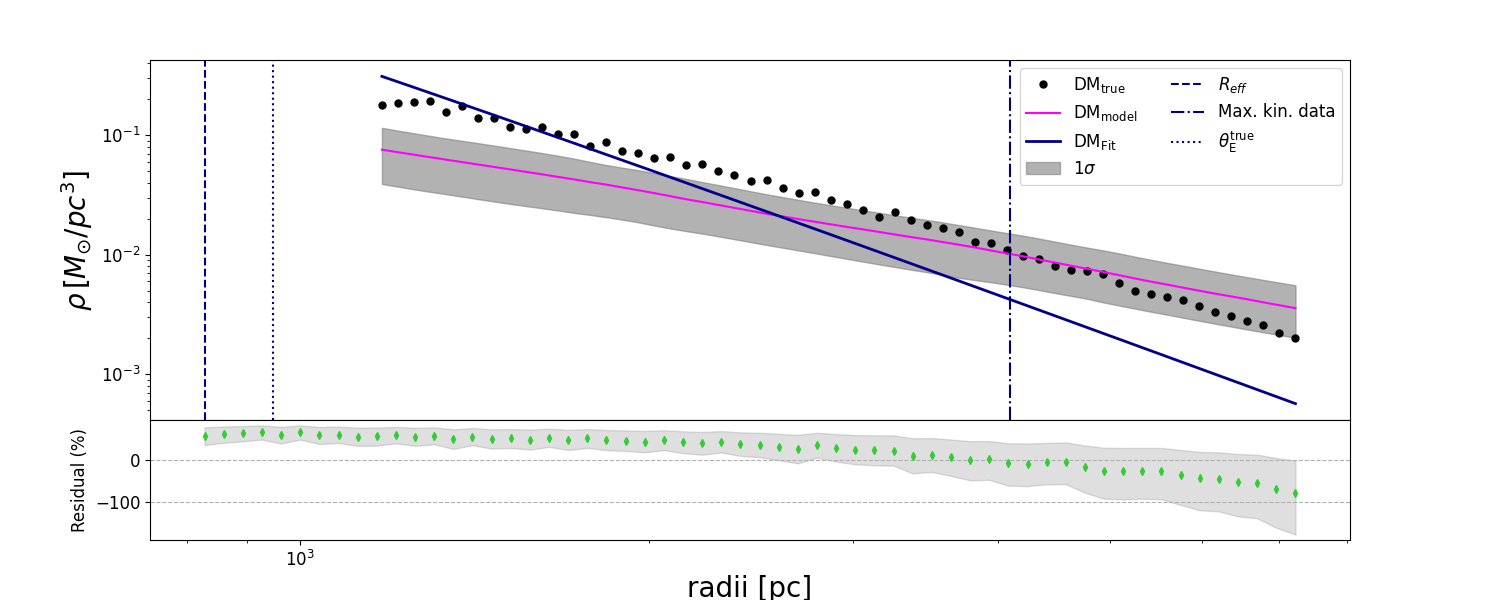 10⁻¹
10⁻²
10⁻³
ρ [M⊙/pc³]
DM_true
DM_model
DM_Fit
1σ
R_eff
Max. kin. data
θ_E^true
0
−100
Residual (%)
10³
radii [pc]